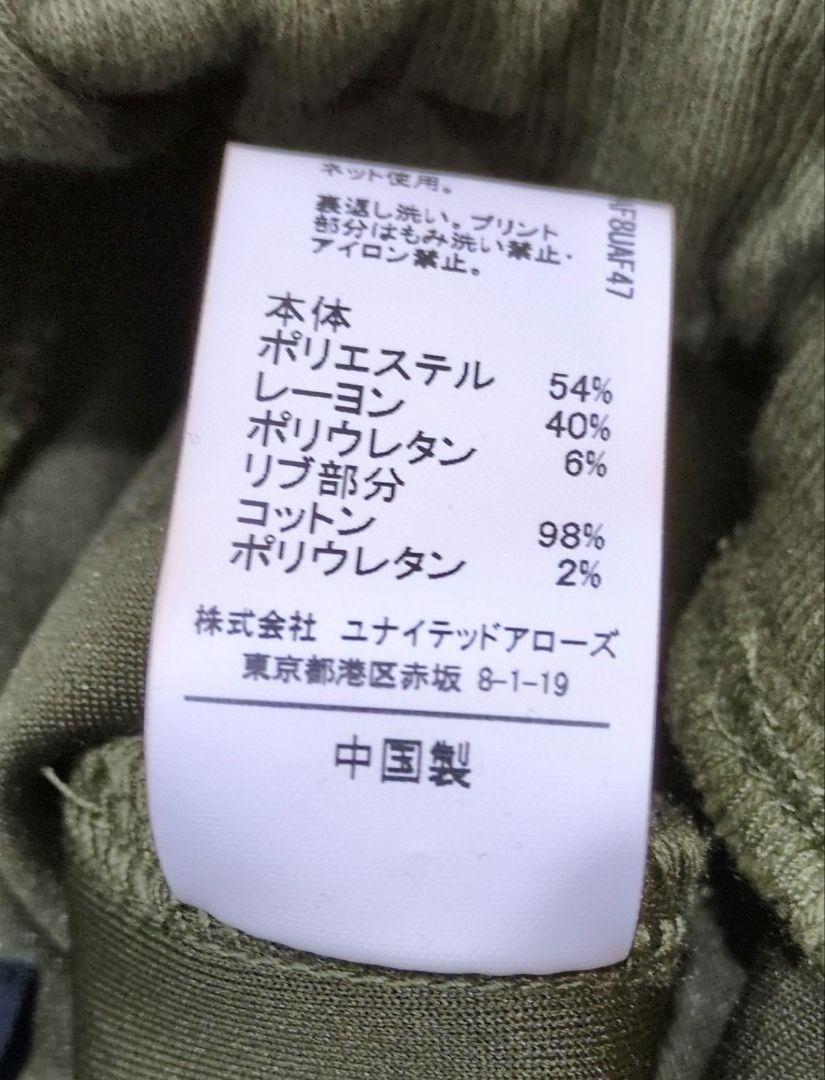 ネット使用。
裏返し洗い。プリント
部分はもみ洗い禁止・
アイロン禁止。
F8UAF47
本体
ポリエステル 54%
レーヨン 40%
ポリウレタン 6%
リブ部分
コットン 98%
ポリウレタン 2%
株式会社 ユナイテッドアローズ
東京都港区赤坂 8-1-19
中国製